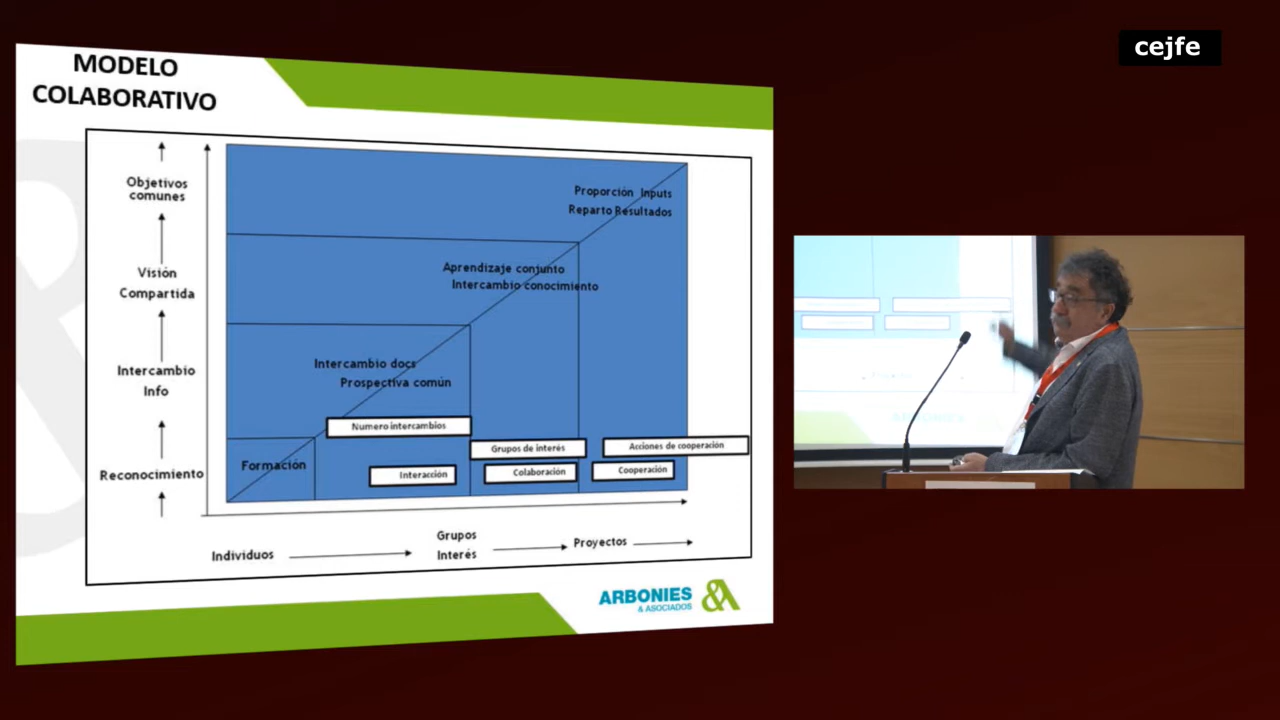 cejfe
MODELO
COLABORATIVO
Objetivos
comunes
Visión
Compartida
Intercambio
Info
Reconocimiento
Proporción Inputs
Reparto Resultados
Aprendizaje conjunto
Intercambio conocimiento
Intercambio docs
Prospectiva común
Numero intercambios
Grupos de interés
Acciones de cooperación
Formación
Interacción
Colaboración
Cooperación
Individuos
Grupos
Interés
Proyectos
ARBONIES
& ASOCIADOS